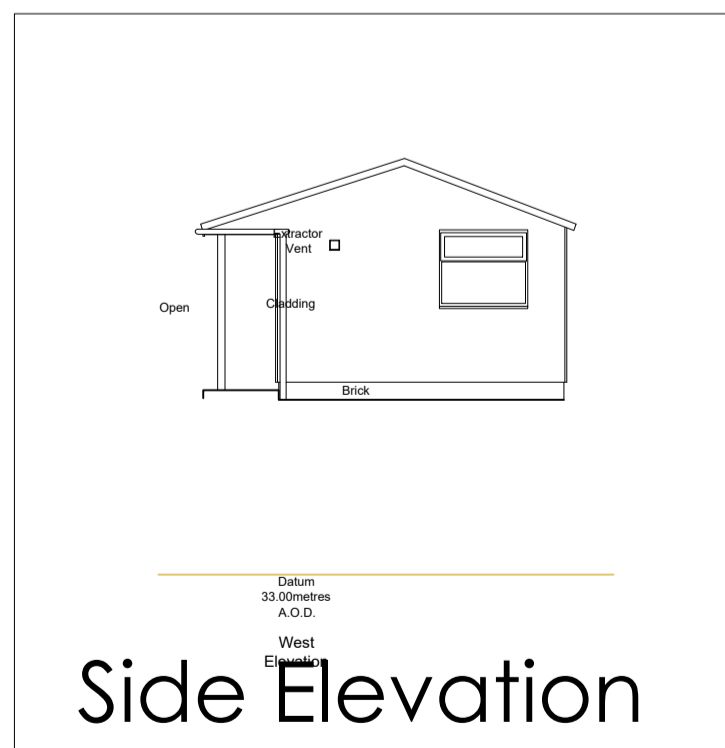 Extractor
Vent
Open
Cladding
Brick
Datum
33.00metres
A.O.D.
West
Elevation
Side Elevation